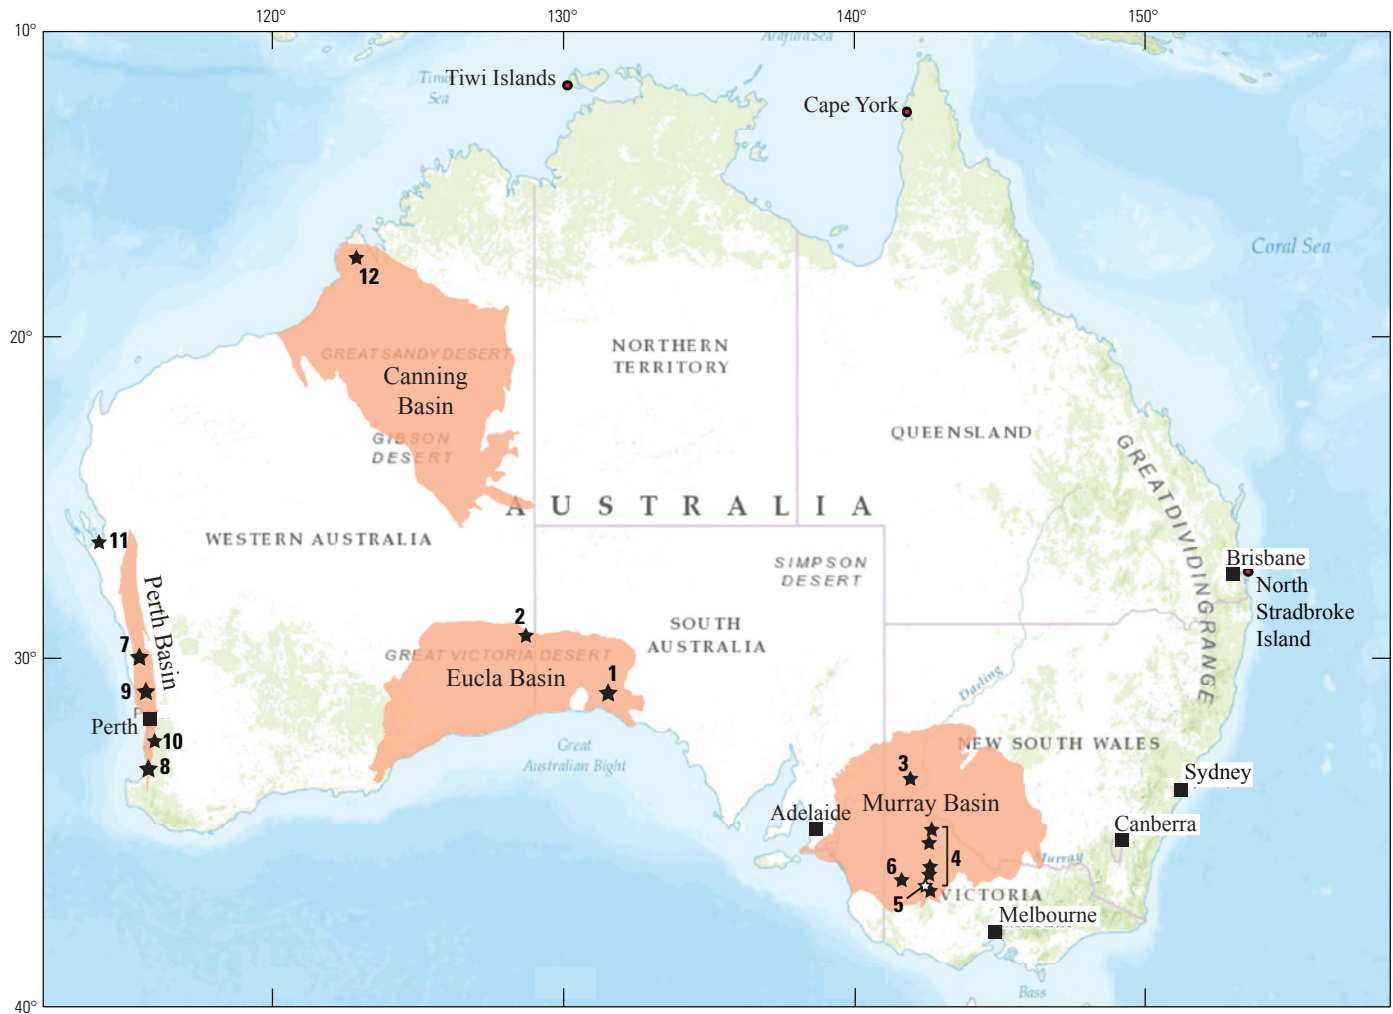 120°
130°
140°
150°
10°
Arafura Sea
Tiwi Islands
Sea
Cape York
Coral Sea
12
20°
NORTHERN
TERRITORY
GREAT SANDY DESERT
Canning
Basin
QUEENSLAND
GIBSON
DESERT
GREAT DIVIDING RANGE
AUSTRALIA
11
WESTERN AUSTRALIA
SIMPSON
DESERT
Brisbane
North
Stradbroke
Island
Perth Basin
2
SOUTH
AUSTRALIA
7
30°
GREAT VICTORIA DESERT
Eucla Basin
1
9
Darling
Perth
10
8
Great
Australian Bight
NEW SOUTH WALES
3
Sydney
Murray Basin
Adelaide
Canberra
4
Murray
6
5
VICTORIA
Melbourne
40°
Bass